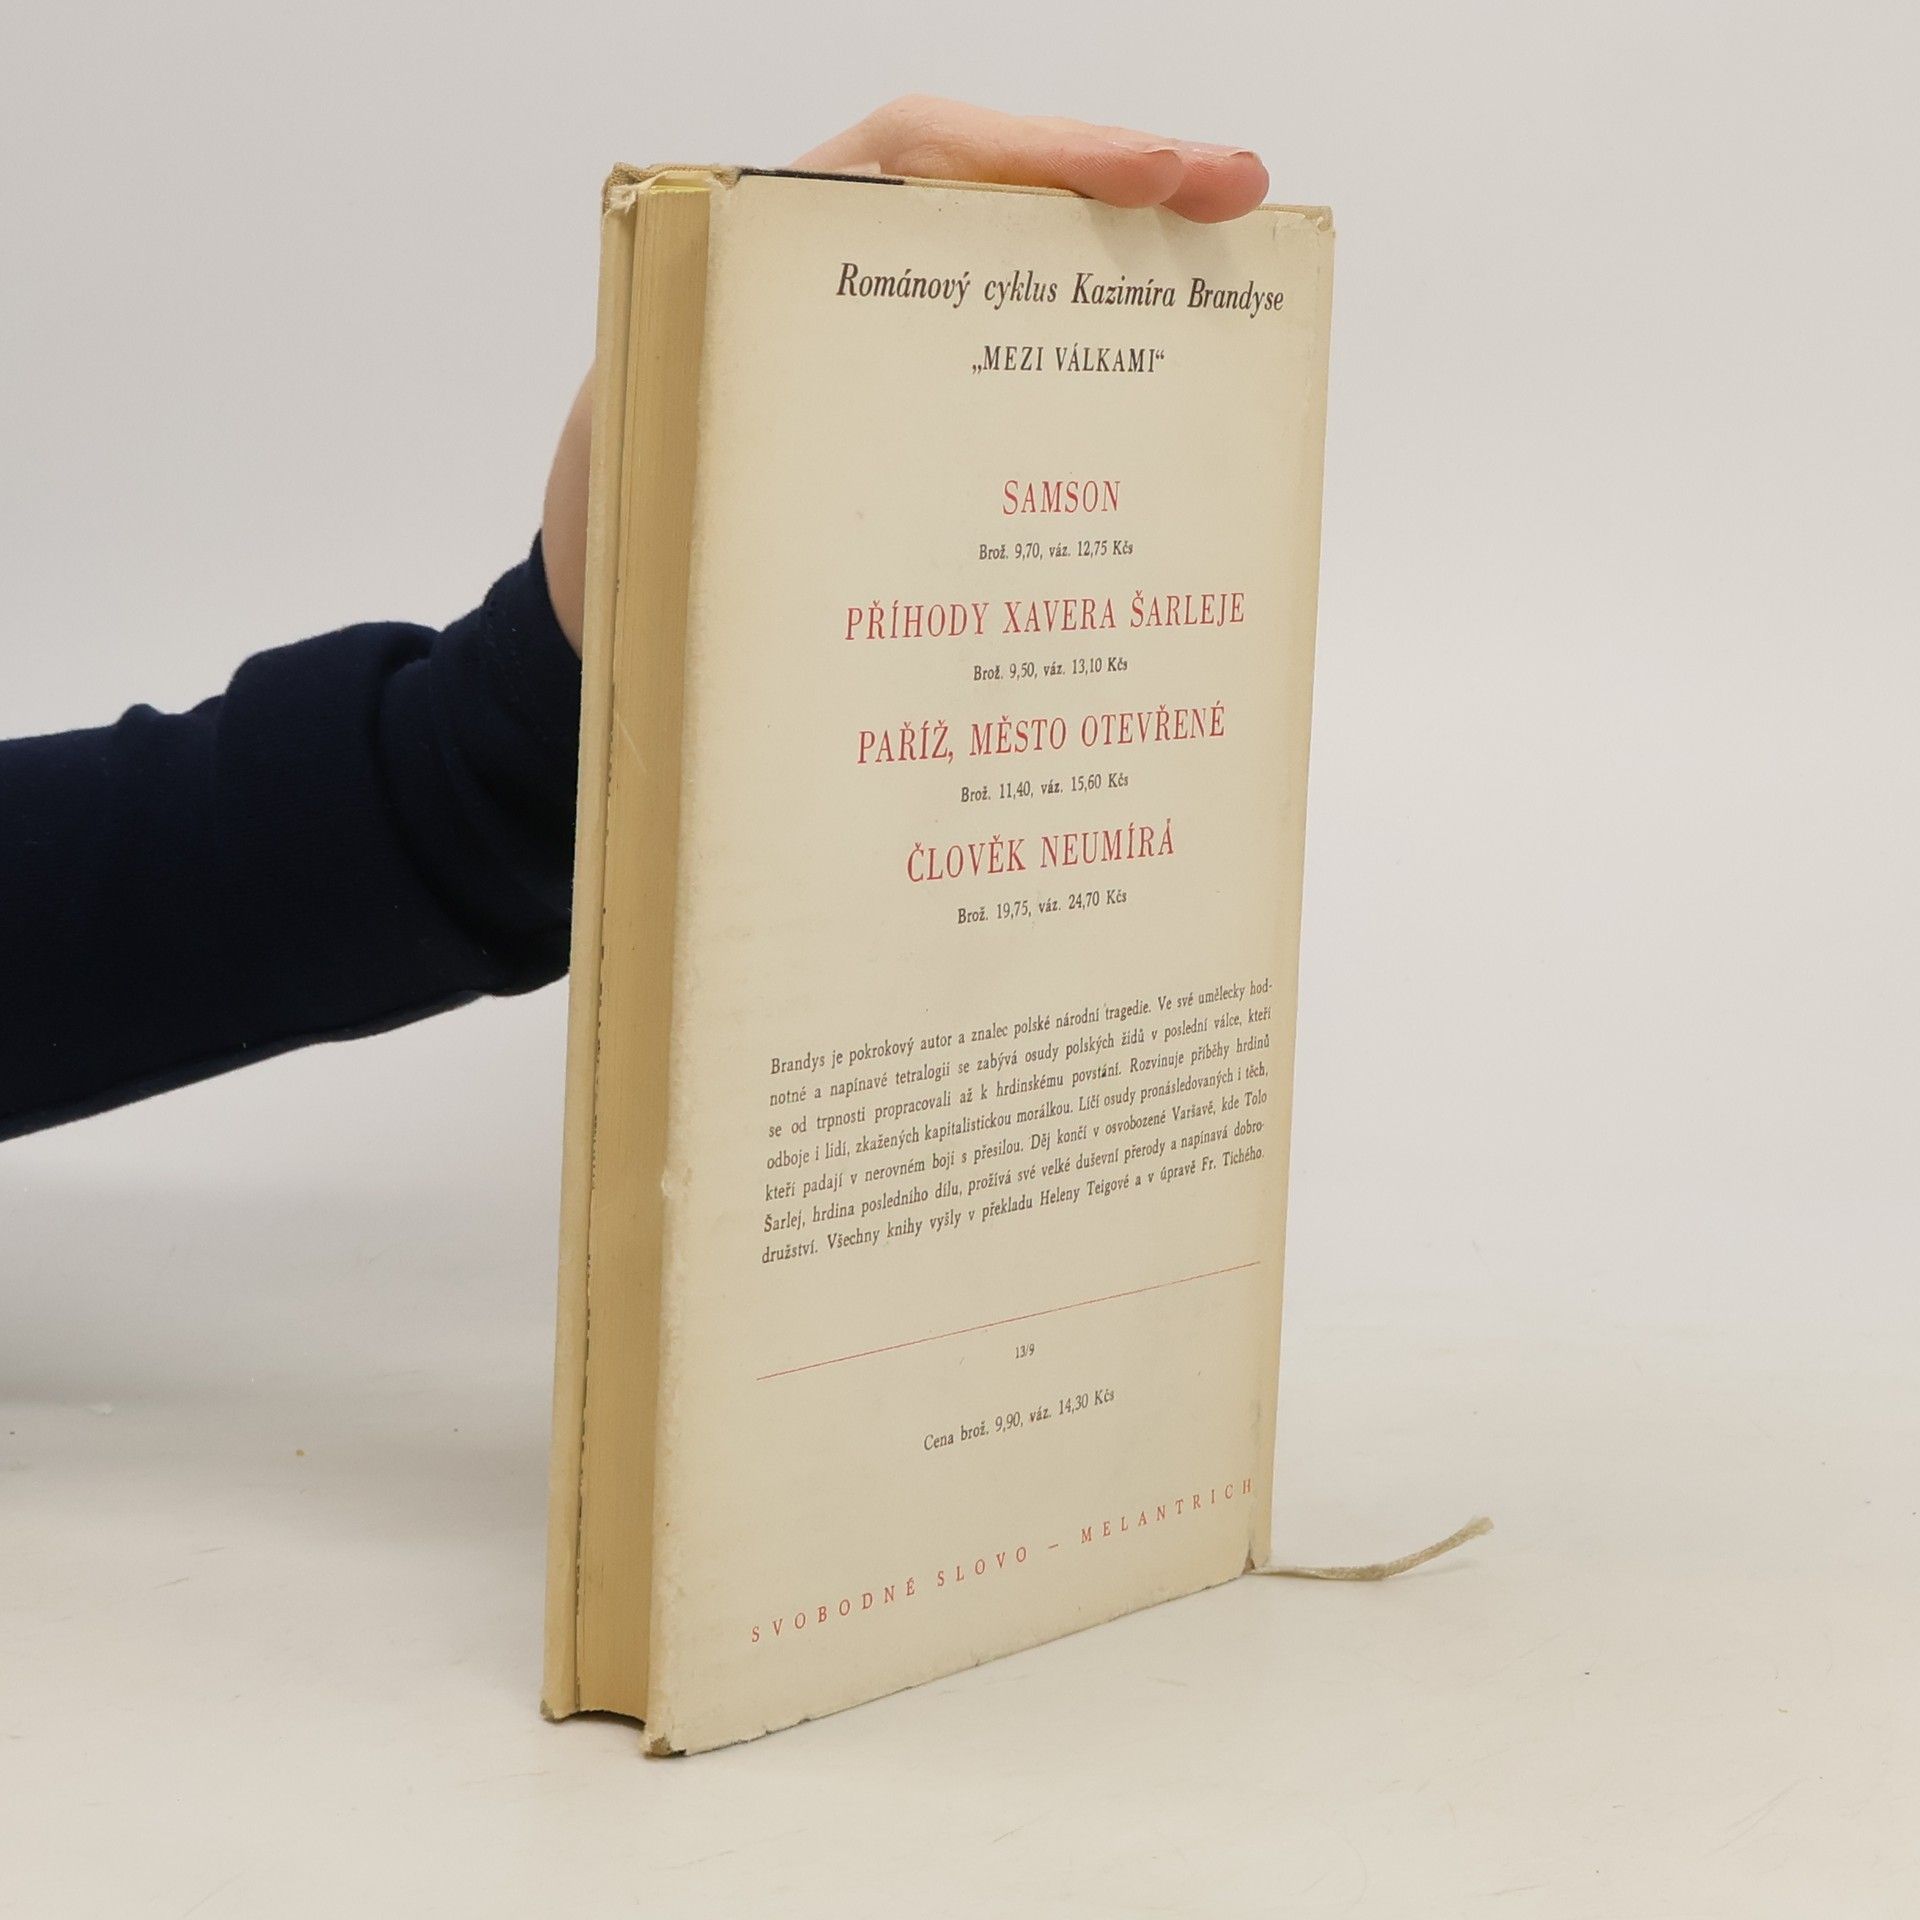 Románový cyklus Kazimíra Brandyse
„MEZI VÁLKAMI“
SAMSON
Brož. 9,70, váz. 12,75 Kčs
PŘÍHODY XAVERA ŠARLEJE
Brož. 9,50, váz. 13,10 Kčs
PAŘÍŽ, MĚSTO OTEVŘENÉ
Brož. 11,40, váz. 15,60 Kčs
ČLOVĚK NEUMÍRÁ
Brož. 19,75, váz. 24,70 Kčs
Brandys je pokrokový autor a znalec polské národní tragedie. Ve své umělecky hod-
notné a napínavé tetralogii se zabývá osudy polských židů v poslední válce, kteří
se od trpnosti propracovali až k hrdinskému povstání. Rozvinuje příběhy hrdinů
odboje i lidí, zkažených kapitalistickou morálkou. Líčí osudy pronásledovaných i těch,
kteří padají v nerovném boji s přesilou. Děj končí v osvobozené Varšavě, kde Tolo
Šarlej, hrdina posledního dílu, prožívá své velké duševní přerody a napínavá dobro-
družství. Všechny knihy vyšly v překladu Heleny Teigové a v úpravě Fr. Tichého.
13/9
Cena brož. 9,90, váz. 14,30 Kčs
SVOBODNÉ SLOVO – MELANTRICH